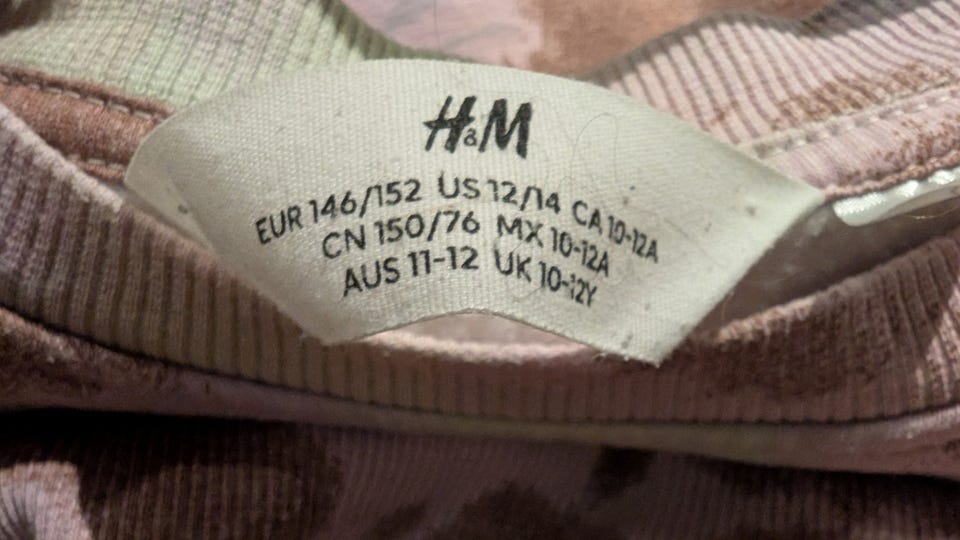 H&M
EUR 146/152 US 12/14 CA 10-12A
CN 150/76 MX 10-12A
AUS 11-12 UK 10-12Y